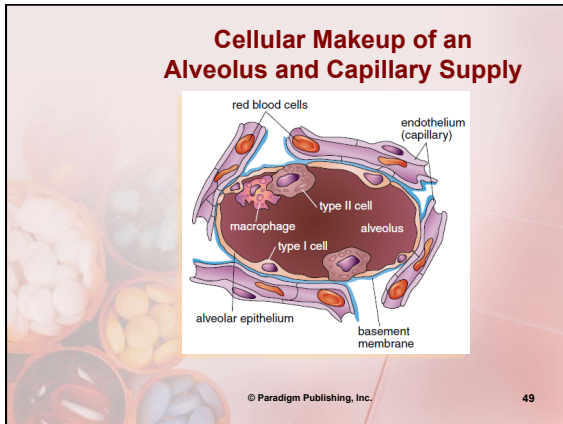 Cellular Makeup of an
Alveolus and Capillary Supply
red blood cells
endothelium
(capillary)
type II cell
macrophage
alveolus
type I cell
alveolar epithelium
basement
membrane
© Paradigm Publishing, Inc.
49